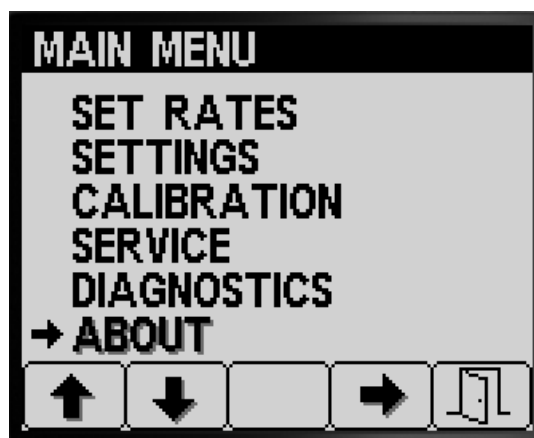 MAIN MENU
SET RATES
SETTINGS
CALIBRATION
SERVICE
DIAGNOSTICS
ABOUT